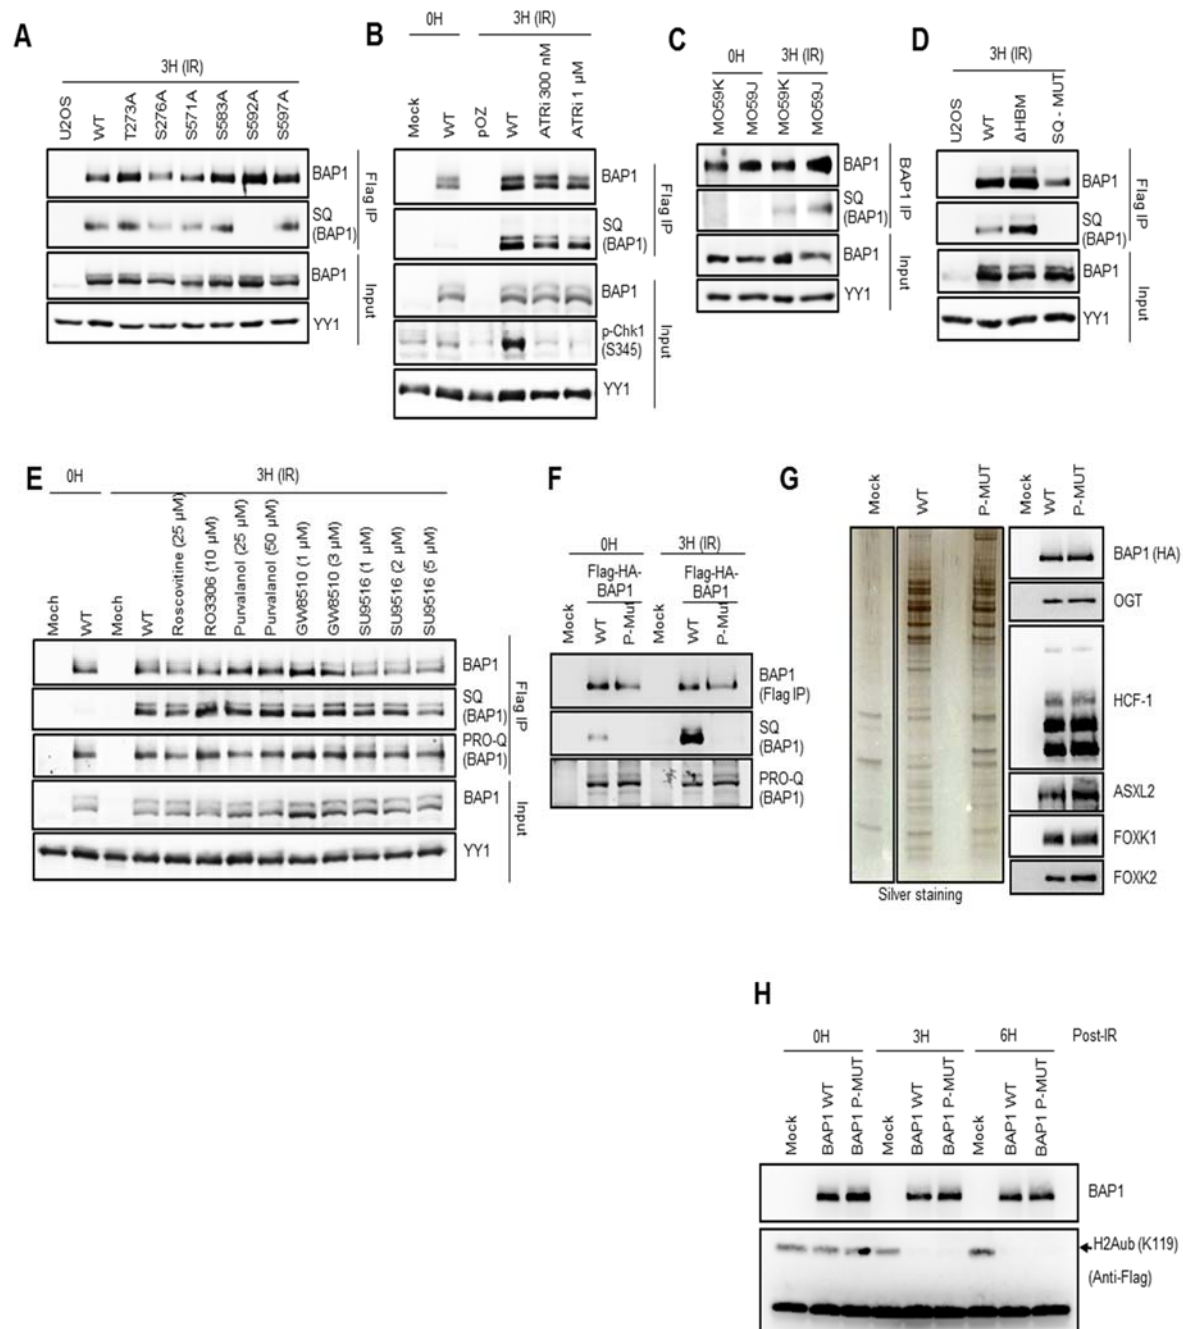 A
3H (IR)
U2OS
WT
T273A
S276A
S571A
S583A
S592A
S597A
BAP1
SQ
(BAP1)
Flag IP
BAP1
YY1
Input
B
0H
3H (IR)
Mock
WT
pOZ
WT
ATRi 300 nM
ATRi 1 µM
BAP1
SQ
(BAP1)
Flag IP
BAP1
p-Chk1
(S345)
YY1
Input
C
0H
3H (IR)
MO59K
MO59J
MO59K
MO59J
BAP1
SQ
(BAP1)
BAP1 IP
BAP1
YY1
Input
D
3H (IR)
U2OS
WT
ΔHBM
SQ - MUT
BAP1
SQ
(BAP1)
Flag IP
BAP1
YY1
Input
E
0H
3H (IR)
Moch
WT
Moch
WT
Roscovitine (25 µM)
RO3306 (10 µM)
Purvalanol (25 µM)
Purvalanol (50 µM)
GW8510 (1 µM)
GW8510 (3 µM)
SU9516 (1 µM)
SU9516 (2 µM)
SU9516 (5 µM)
BAP1
SQ
(BAP1)
PRO-Q
(BAP1)
Flag IP
BAP1
YY1
Input
F
0H
3H (IR)
Flag-HA-
BAP1
Flag-HA-
BAP1
Mock
WT
P-Mut
Mock
WT
P-Mut
BAP1
(Flag IP)
SQ
(BAP1)
PRO-Q
(BAP1)
G
Mock
WT
P-MUT
Silver staining
Mock
WT
P-MUT
BAP1 (HA)
OGT
HCF-1
ASXL2
FOXK1
FOXK2
H
0H
3H
6H
Post-IR
Mock
BAP1 WT
BAP1 P-MUT
Mock
BAP1 WT
BAP1 P-MUT
Mock
BAP1 WT
BAP1 P-MUT
BAP1
H2Aub (K119)
(Anti-Flag)